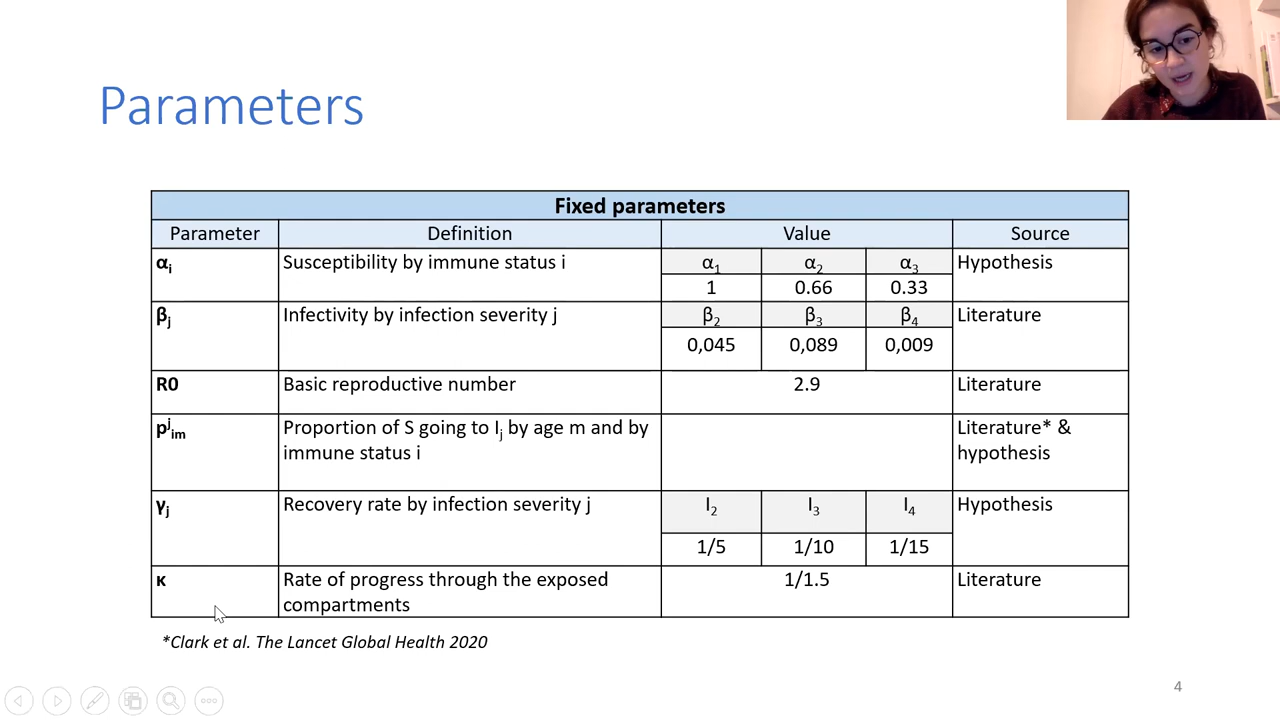 Parameters
Fixed parameters
Parameter Definition Value Source
αi Susceptibility by immune status i α1 α2 α3 Hypothesis
1 0.66 0.33
βj Infectivity by infection severity j β2 β3 β4 Literature
0,045 0,089 0,009
R0 Basic reproductive number 2.9 Literature
pjim Proportion of S going to Ij by age m and by Literature* &
immune status i hypothesis
γj Recovery rate by infection severity j I2 I3 I4 Hypothesis
1/5 1/10 1/15
κ Rate of progress through the exposed 1/1.5 Literature
compartments
*Clark et al. The Lancet Global Health 2020
4